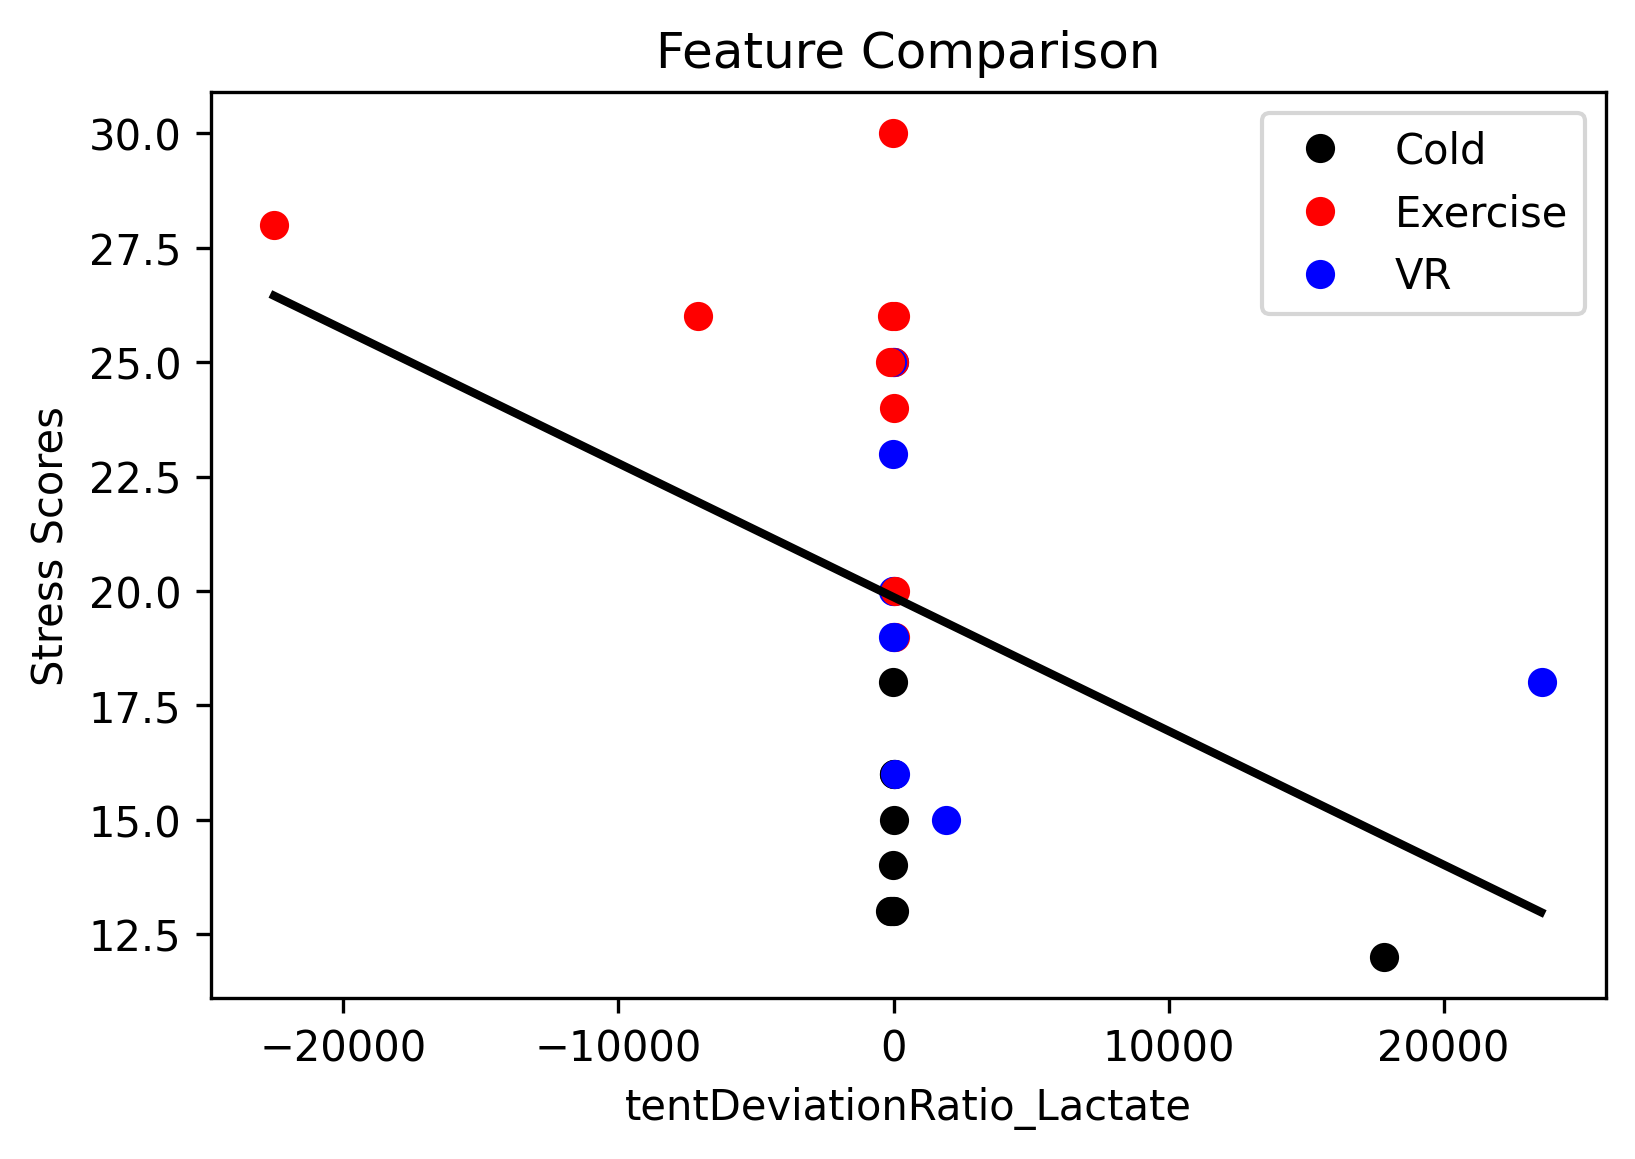 Feature Comparison
30.0
27.5
25.0
22.5
20.0
17.5
15.0
12.5
Stress Scores
Cold
Exercise
VR
−20000 −10000 0 10000 20000
tentDeviationRatio_Lactate